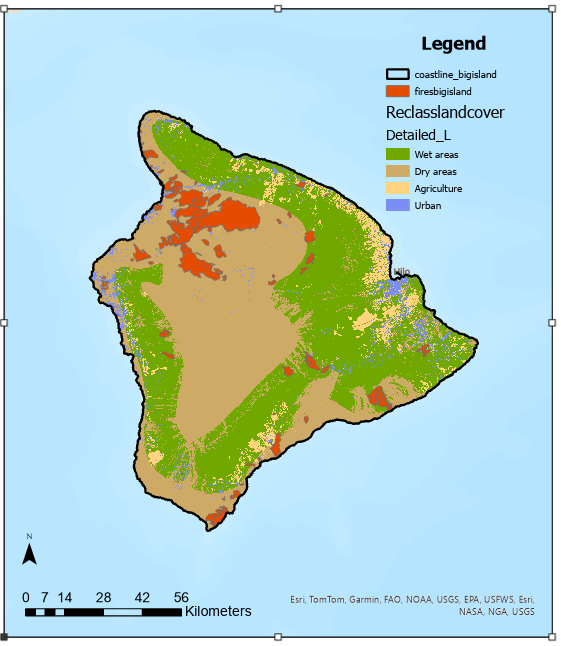 Legend
coastline_bigisland
firesbigisland
Reclasslandcover
Detailed_L
Wet areas
Dry areas
Agriculture
Urban
Hilo
N
0 7 14 28 42 56
Kilometers
Esri, TomTom, Garmin, FAO, NOAA, USGS, EPA, USFWS, Esri,
NASA, NGA, USGS